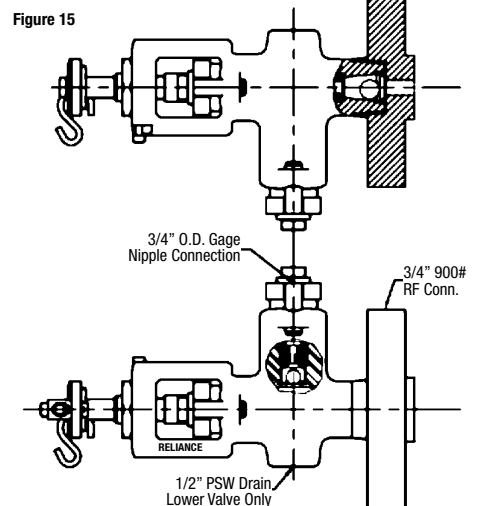 Figure 15
3/4” O.D. Gage
Nipple Connection
3/4” 900#
RF Conn.
RELIANCE
1/2” PSW Drain
Lower Valve Only